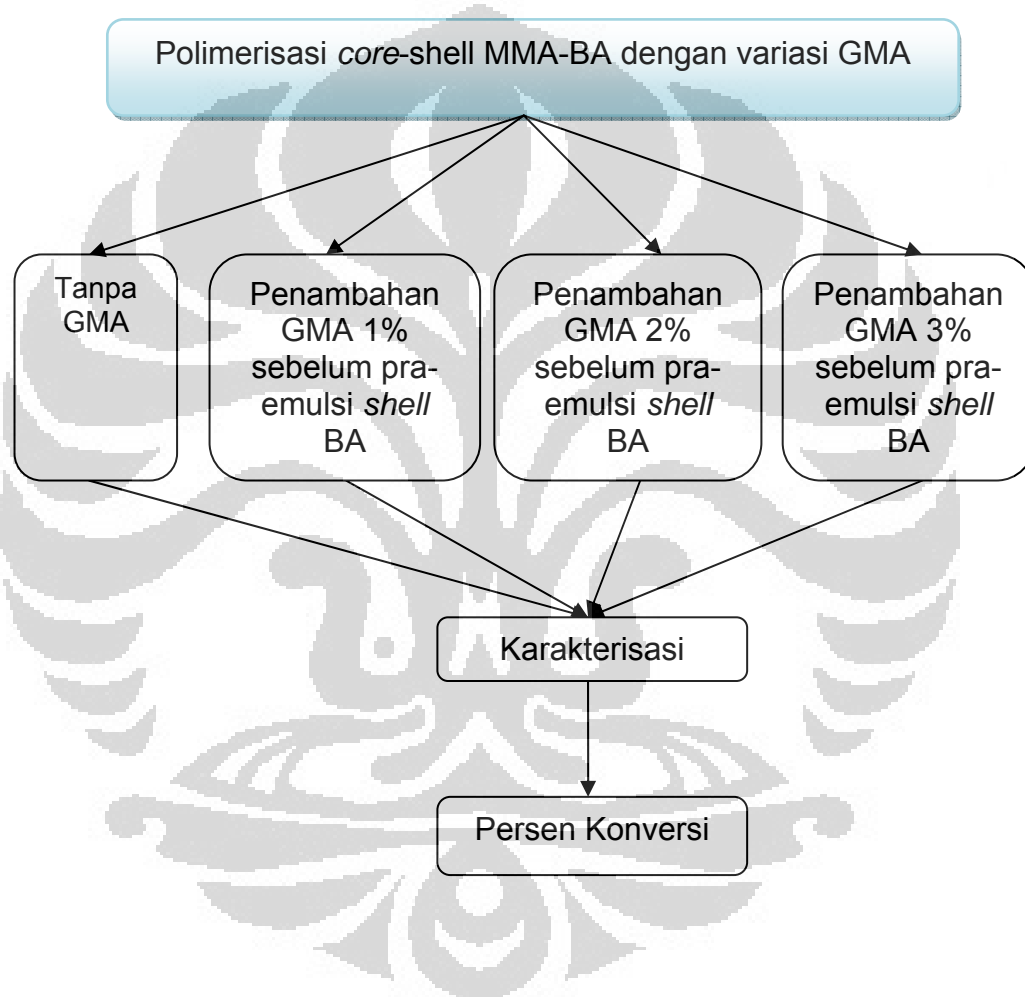 Polimerisasi core-shell MMA-BA dengan variasi GMA
Tanpa
GMA
Penambahan
GMA 1%
sebelum pra-
emulsi shell
BA
Penambahan
GMA 2%
sebelum pra-
emulsi shell
BA
Penambahan
GMA 3%
sebelum pra-
emulsi shell
BA
Karakterisasi
Persen Konversi